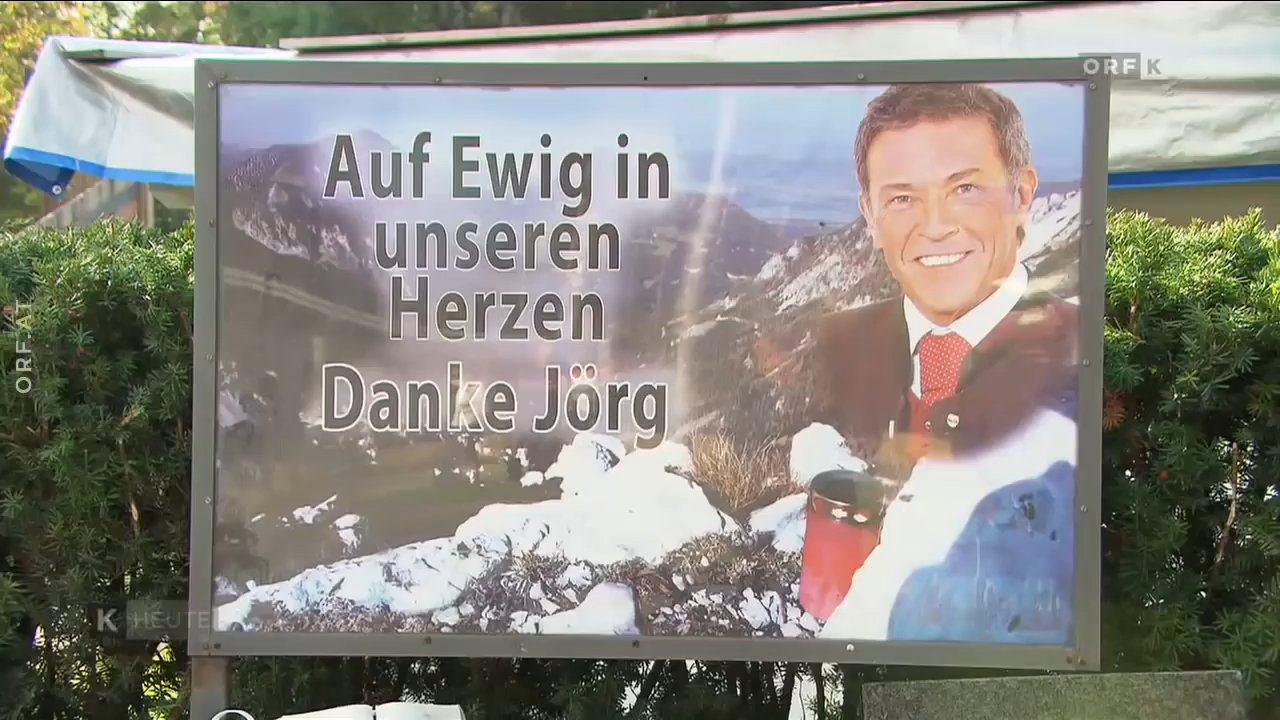 ORF K
Auf Ewig in
unseren
Herzen
Danke Jörg
ORF.AT
K HEUTE